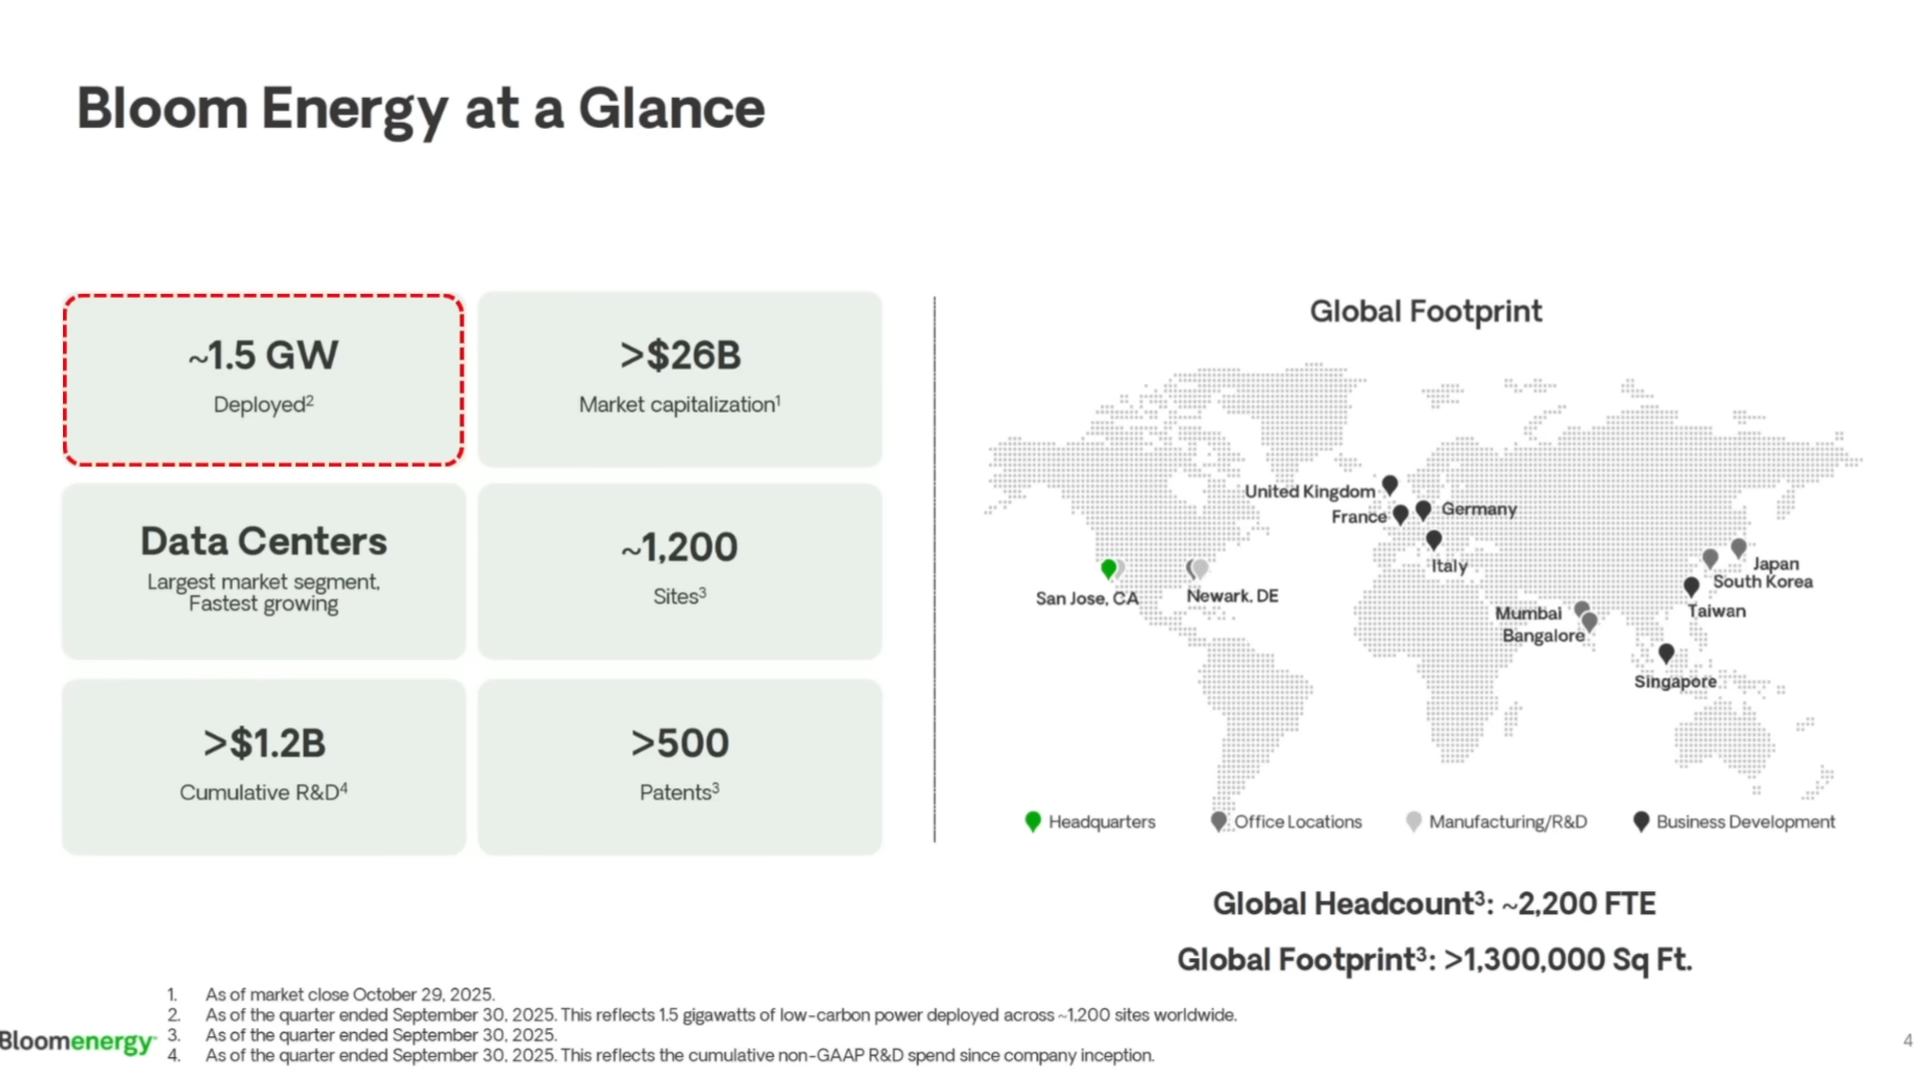 Bloom Energy at a Glance
~1.5 GW
Deployed²
>$26B
Market capitalization¹
Data Centers
Largest market segment,
Fastest growing
~1,200
Sites³
>$1.2B
Cumulative R&D⁴
>500
Patents³
Global Footprint
United Kingdom
France
Germany
Italy
San Jose, CA
Newark, DE
Japan
South Korea
Taiwan
Mumbai
Bangalore
Singapore
Headquarters
Office Locations
Manufacturing/R&D
Business Development
Global Headcount³: ~2,200 FTE
Global Footprint³: >1,300,000 Sq Ft.
1. As of market close October 29, 2025.
2. As of the quarter ended September 30, 2025. This reflects 1.5 gigawatts of low-carbon power deployed across ~1,200 sites worldwide.
3. As of the quarter ended September 30, 2025.
4. As of the quarter ended September 30, 2025. This reflects the cumulative non-GAAP R&D spend since company inception.
Bloomenergy
4